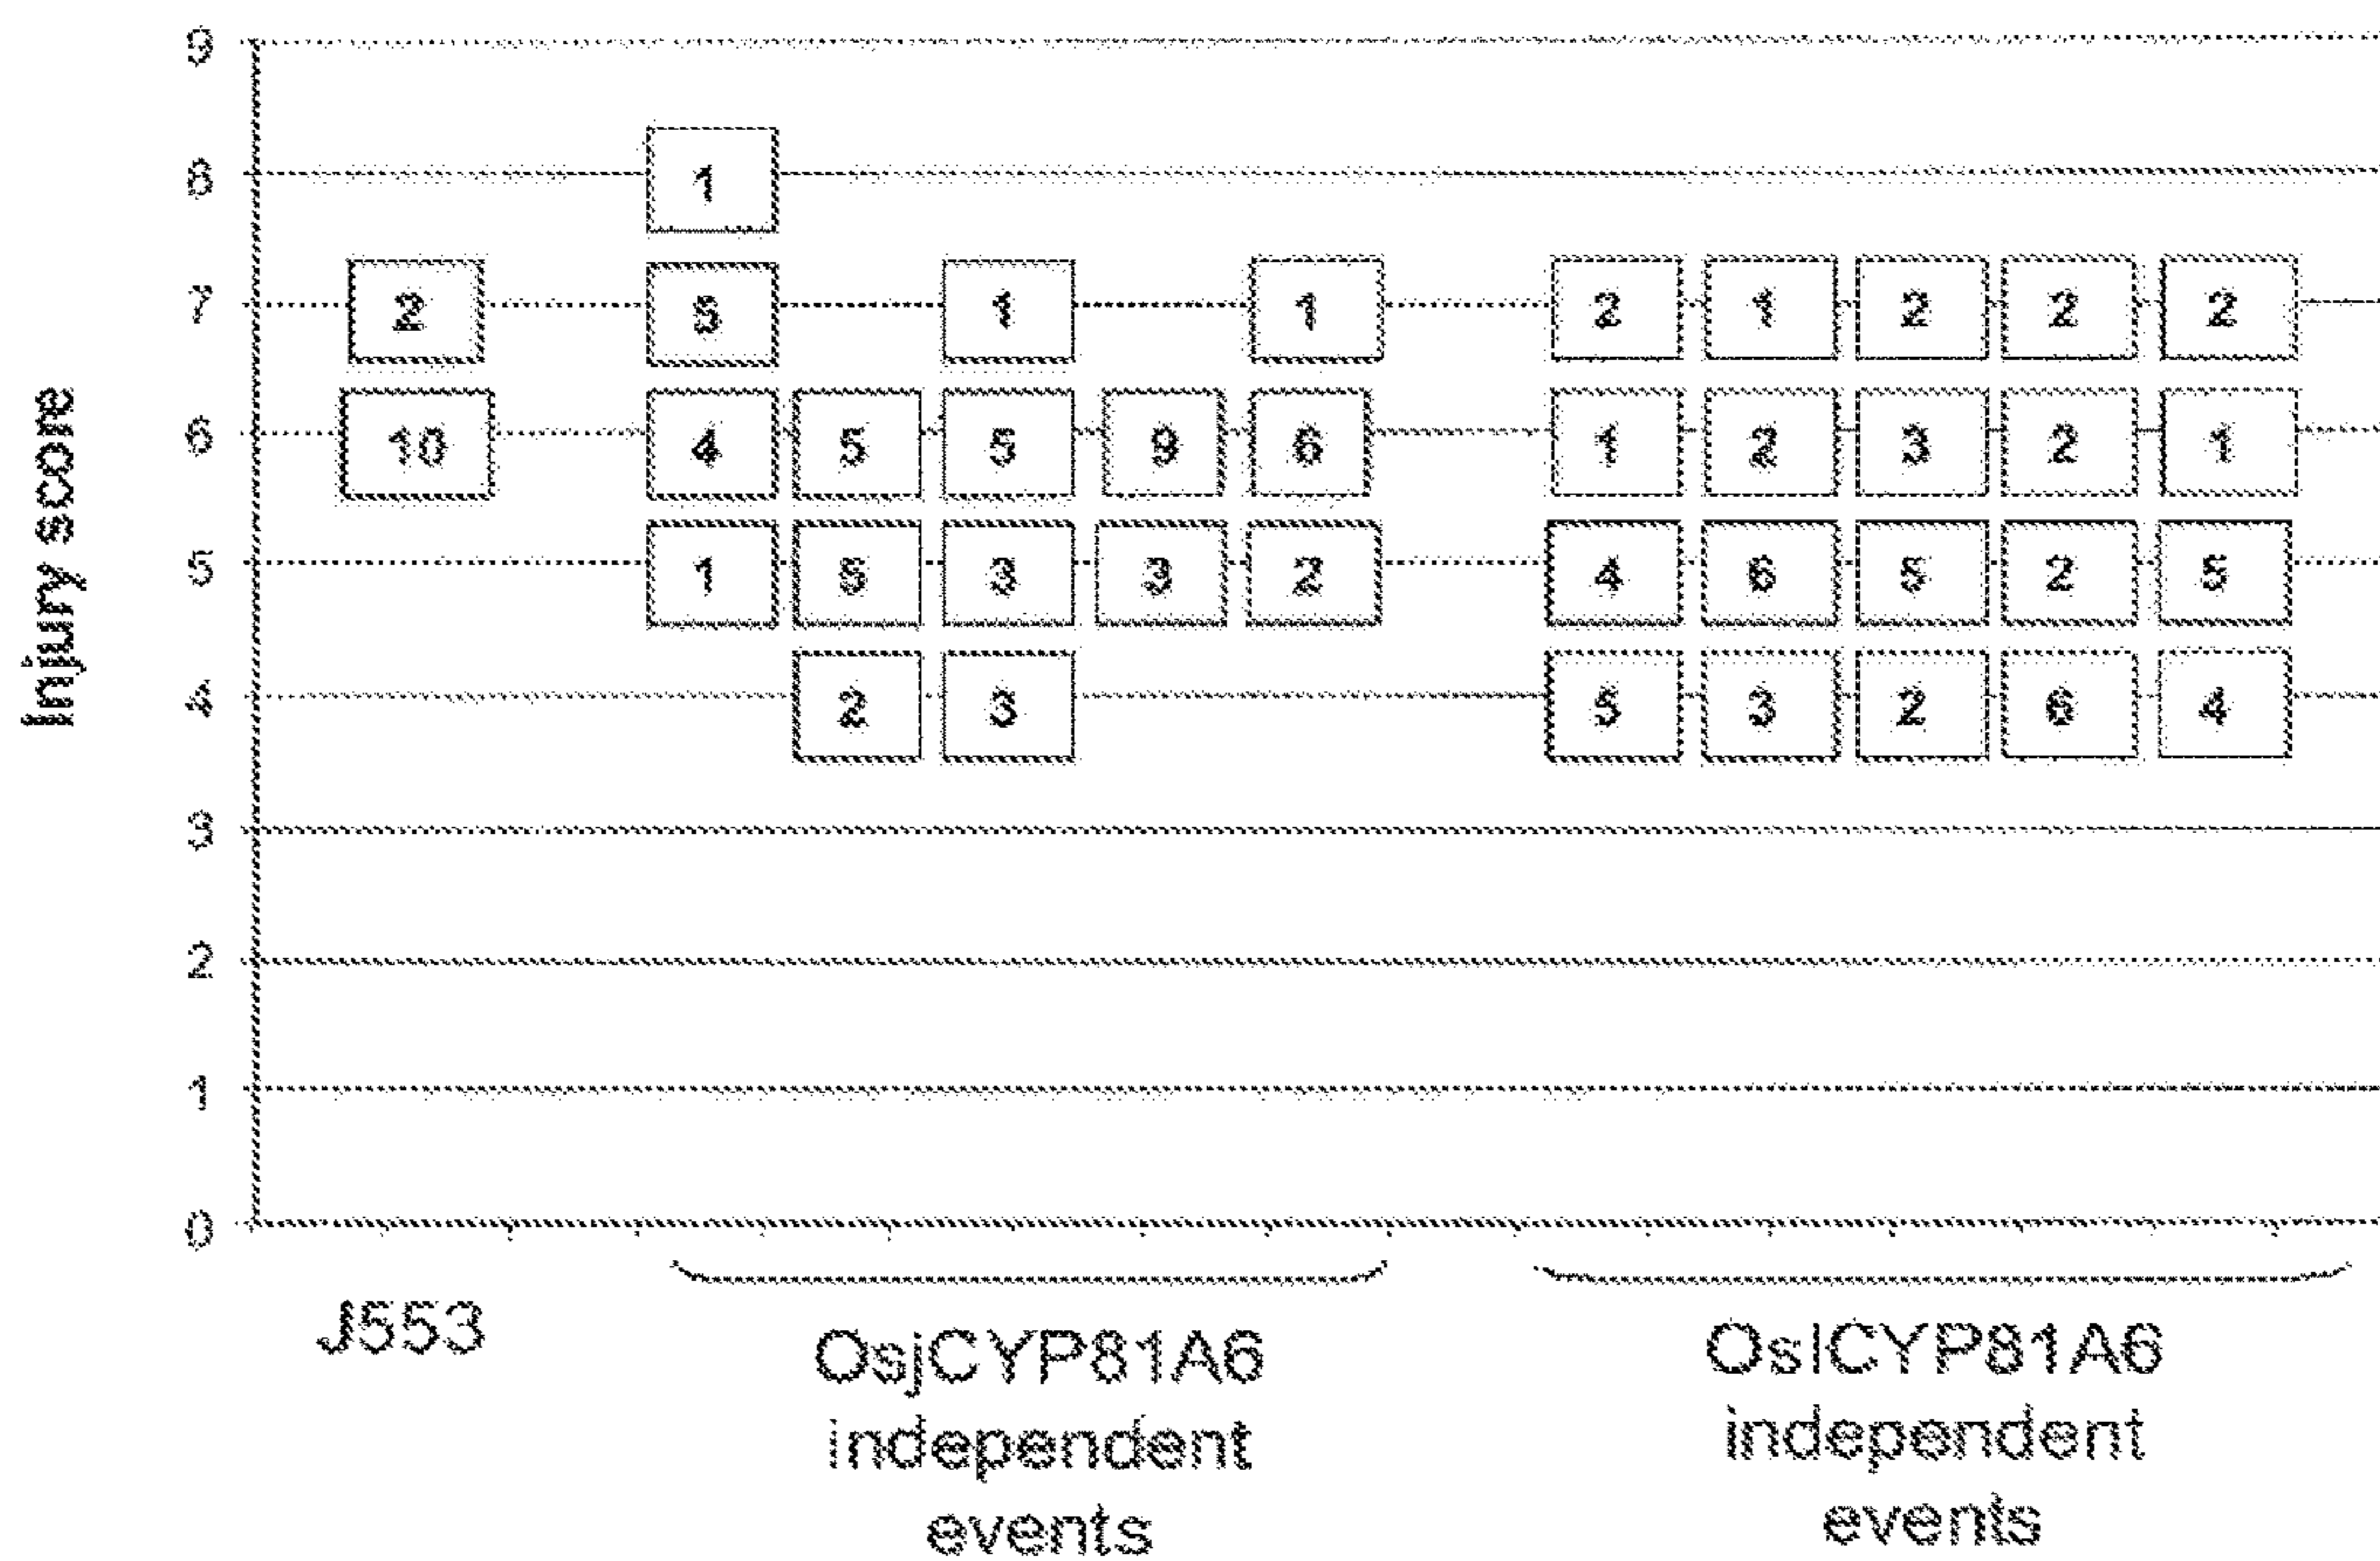 9
8 1
7 2 5 1 1 2 1 2 2 2
6 10 4 5 5 9 6 1 2 3 2 1
5 1 5 3 3 2 4 6 5 2 5
4 2 3 5 3 2 6 4
3
2
1
0
Injury score
J553
OsjCYP81A6
independent
events
OsICYP81A6
independent
events